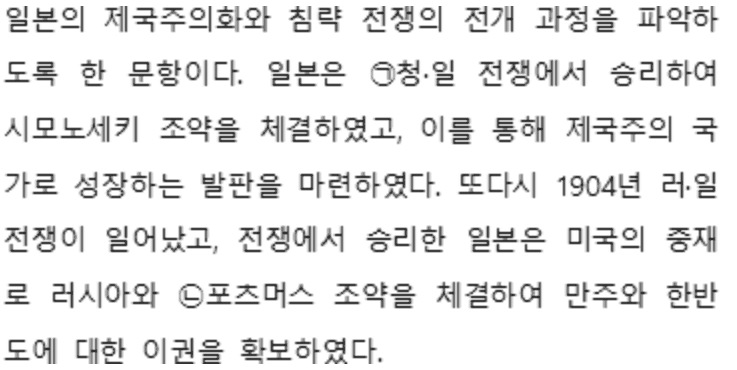 일본의 제국주의화와 침략 전쟁의 전개 과정을 파악하
도록 한 문항이다. 일본은 ㉠청·일 전쟁에서 승리하여
시모노세키 조약을 체결하였고, 이를 통해 제국주의 국
가로 성장하는 발판을 마련하였다. 또다시 1904년 러·일
전쟁이 일어났고, 전쟁에서 승리한 일본은 미국의 중재
로 러시아와 ㉡포츠머스 조약을 체결하여 만주와 한반
도에 대한 이권을 확보하였다.